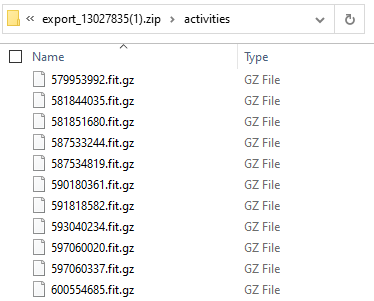 « export_13027835(1).zip > activities
Name Type
579953992.fit.gz GZ File
581844035.fit.gz GZ File
581851680.fit.gz GZ File
587533244.fit.gz GZ File
587534819.fit.gz GZ File
590180361.fit.gz GZ File
591818582.fit.gz GZ File
593040234.fit.gz GZ File
597060020.fit.gz GZ File
597060337.fit.gz GZ File
600554685.fit.gz GZ File